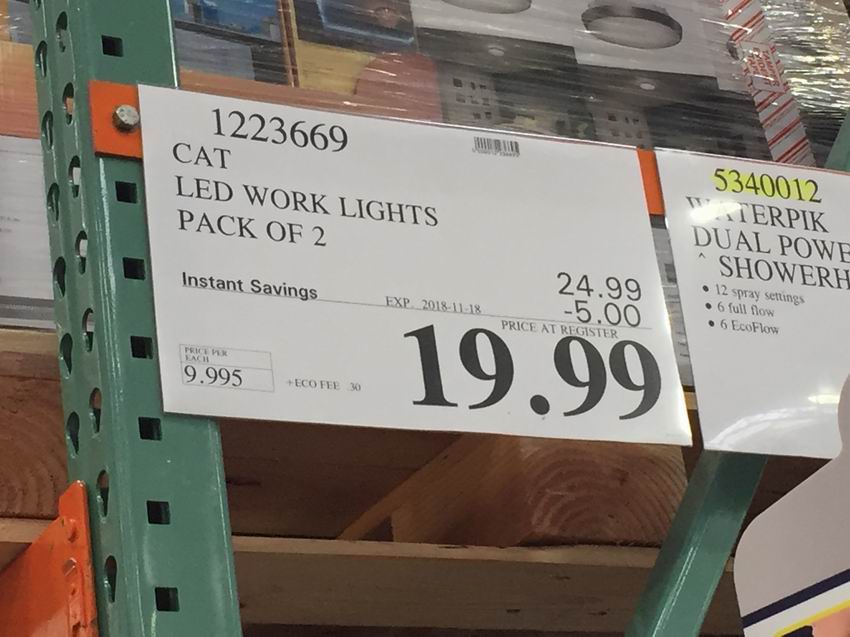 1223669
CAT
LED WORK LIGHTS
PACK OF 2
Instant Savings
EXP. 2018-11-18
24.99
-5.00
PRICE AT REGISTER
19.99
PRICE PER
EACH
9.995
+ECO FEE .30
5340012
WATERPIK
DUAL POWE
^ SHOWERH
• 12 spray settings
• 6 full flow
• 6 EcoFlow